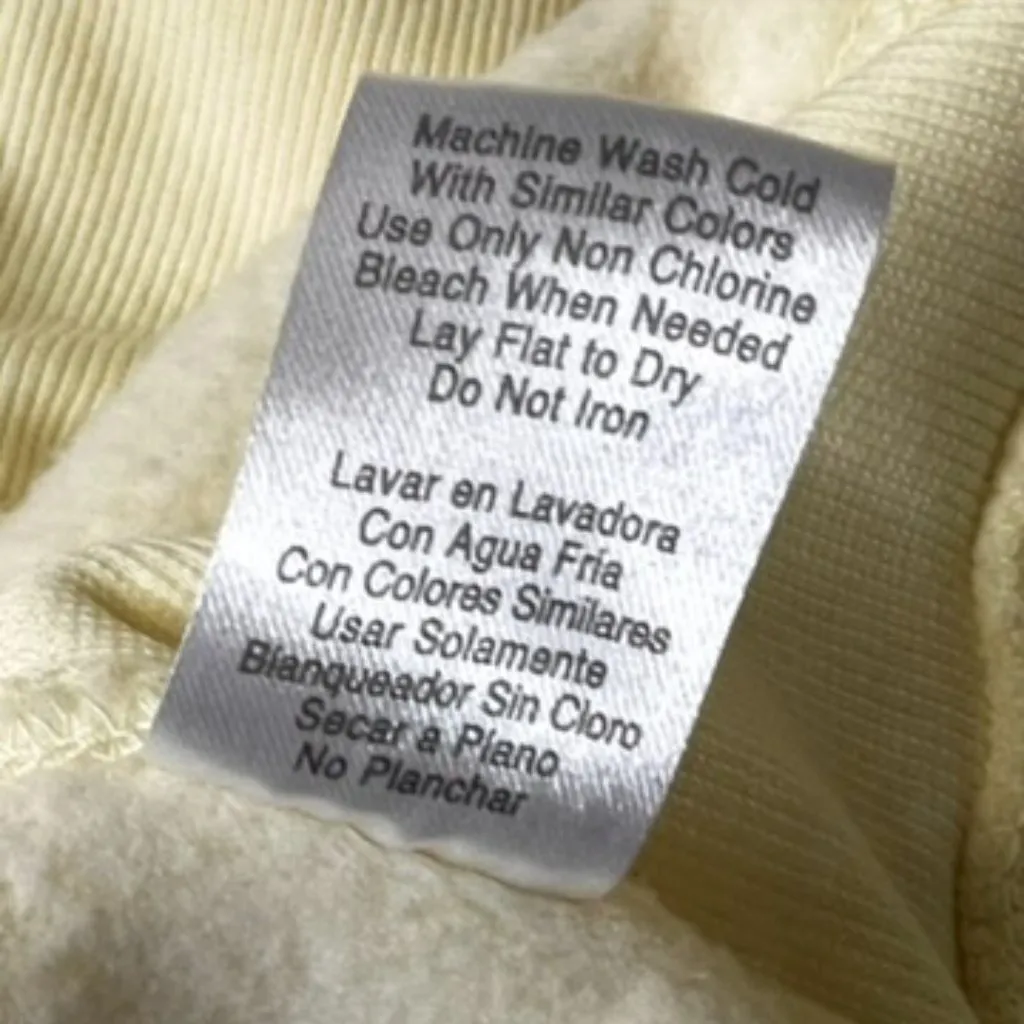 Machine Wash Cold
With Similar Colors
Use Only Non Chlorine
Bleach When Needed
Lay Flat to Dry
Do Not Iron
Lavar en Lavadora
Con Agua Fria
Con Colores Similares
Usar Solamente
Blanqueador Sin Cloro
Secar a Plano
No Planchar